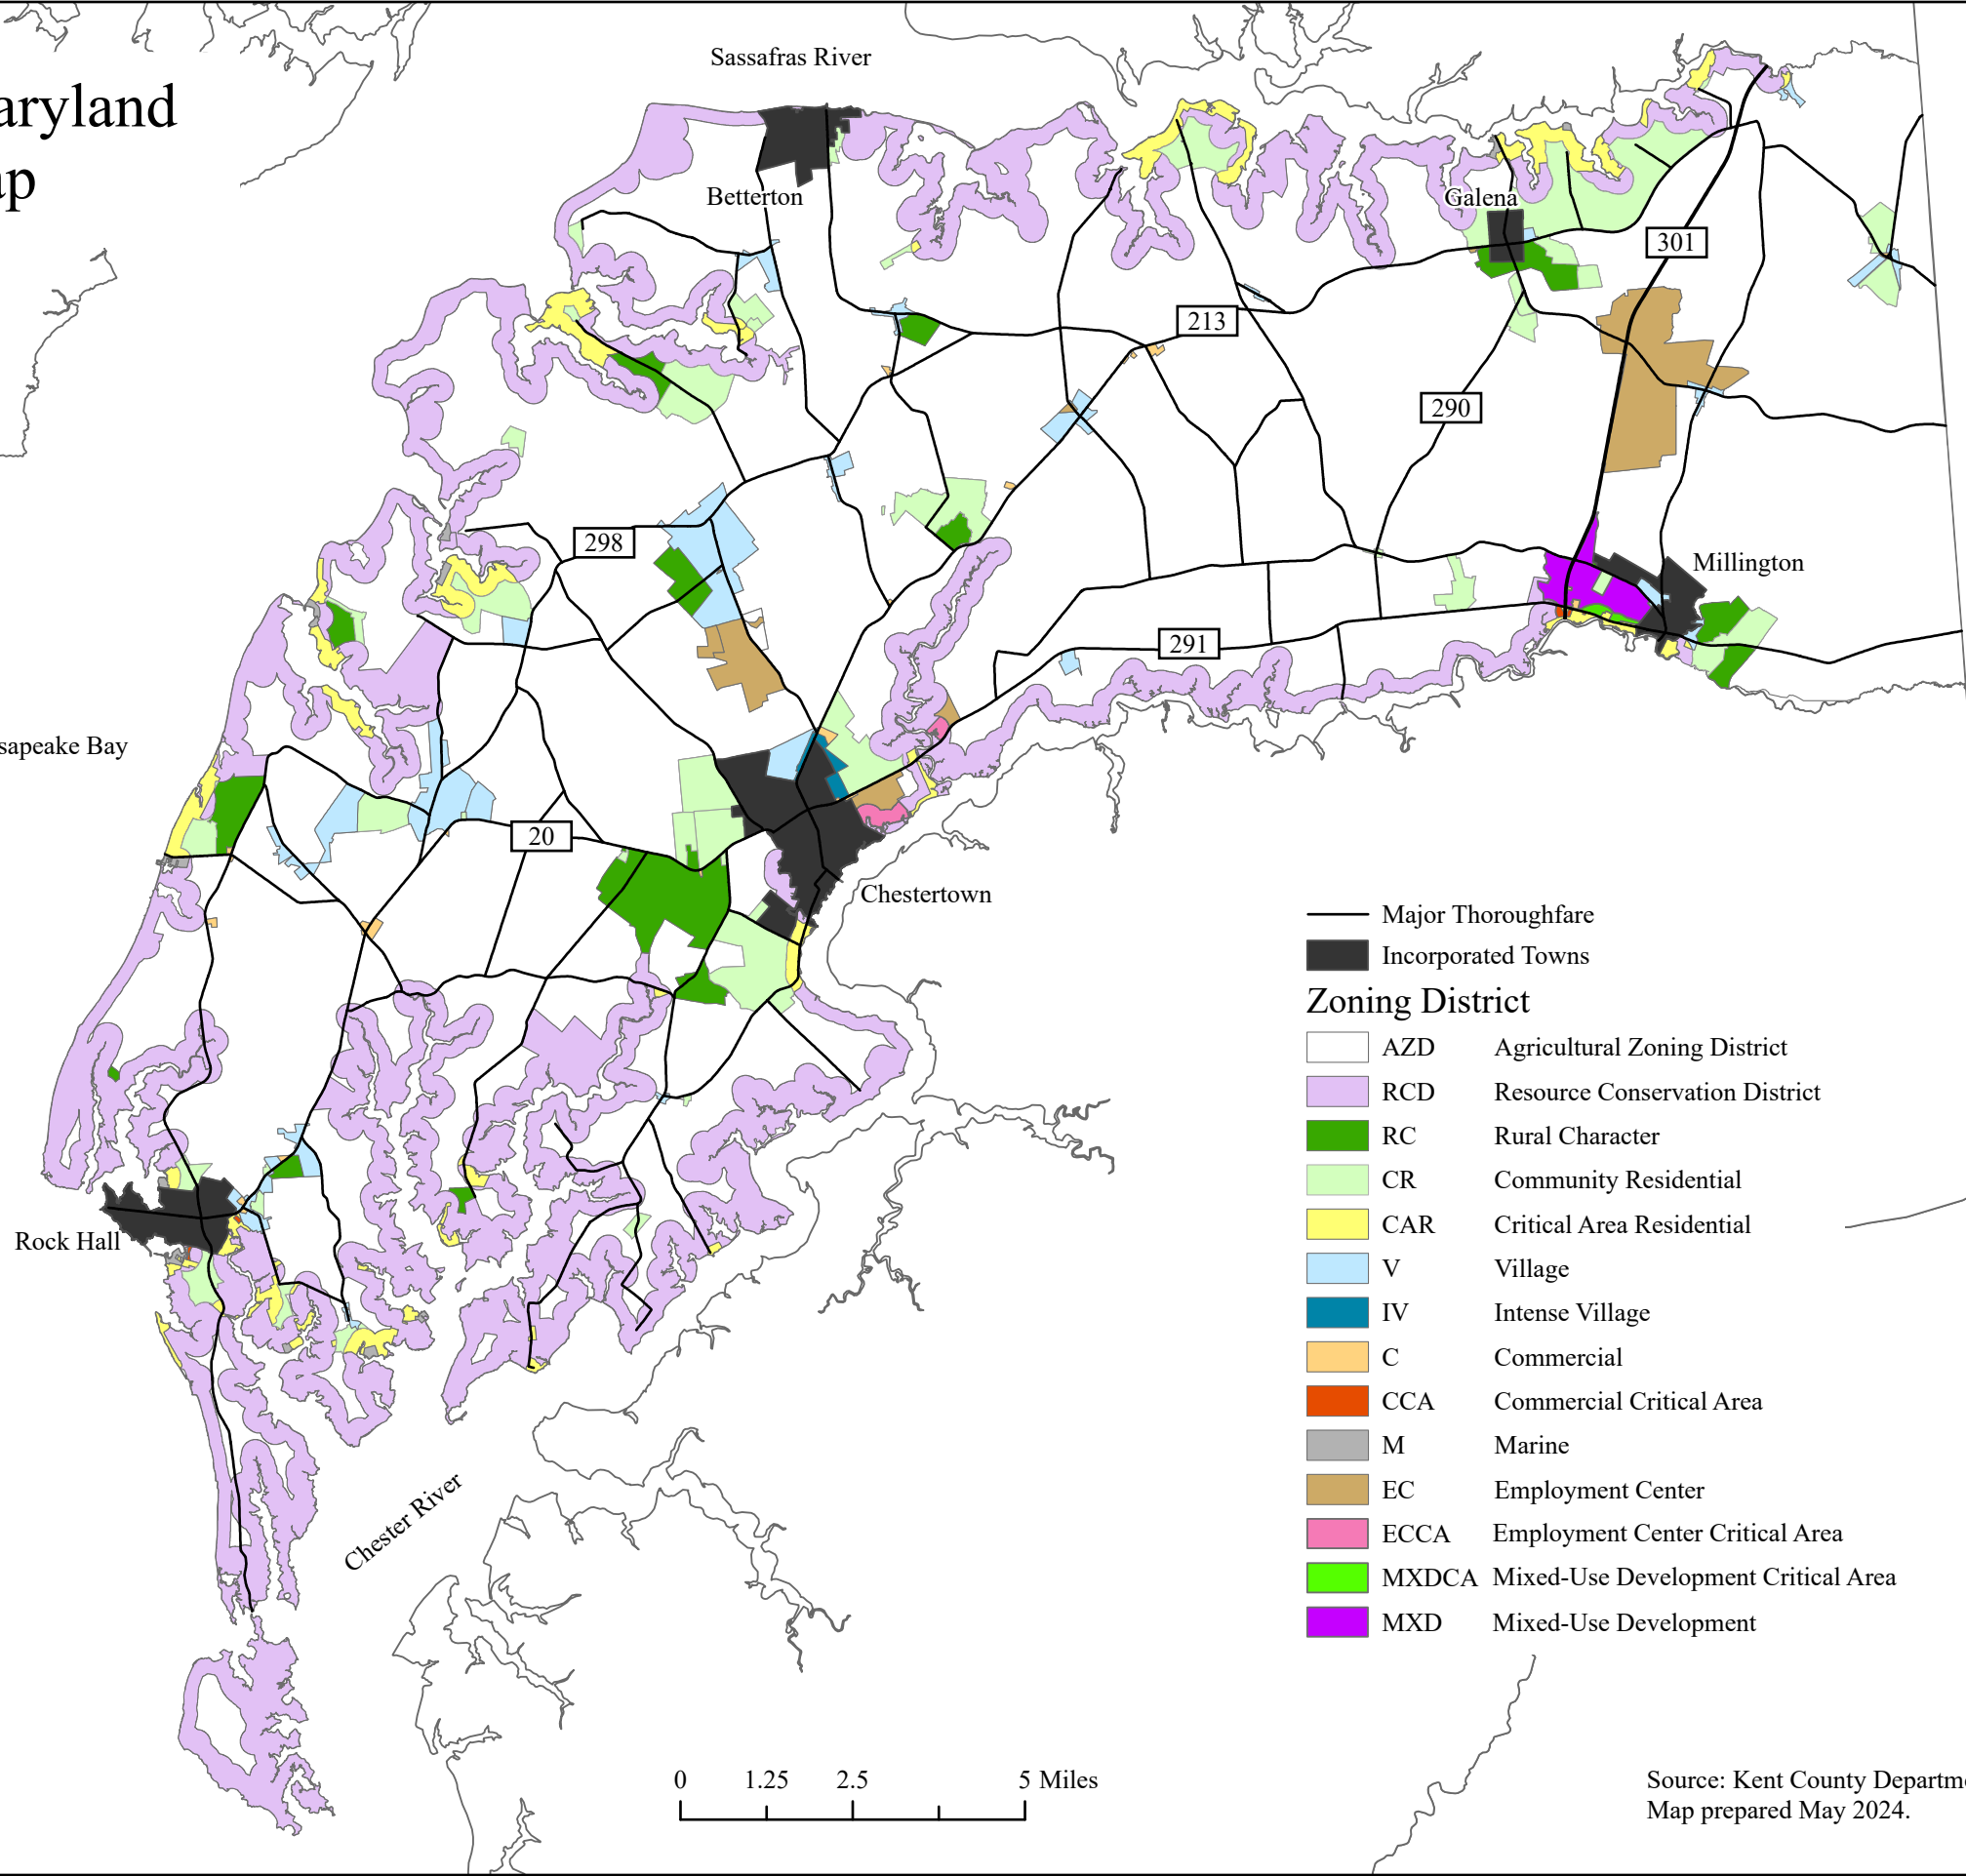 Sassafras River
aryland
ap
Betterton
Galena
301
213
290
298
Millington
291
sapeake Bay
20
Chestertown
Rock Hall
Chester River
Major Thoroughfare
Incorporated Towns
Zoning District
AZD Agricultural Zoning District
RCD Resource Conservation District
RC Rural Character
CR Community Residential
CAR Critical Area Residential
V Village
IV Intense Village
C Commercial
CCA Commercial Critical Area
M Marine
EC Employment Center
ECCA Employment Center Critical Area
MXDCA Mixed-Use Development Critical Area
MXD Mixed-Use Development
0 1.25 2.5 5 Miles
Source: Kent County Departm
Map prepared May 2024.